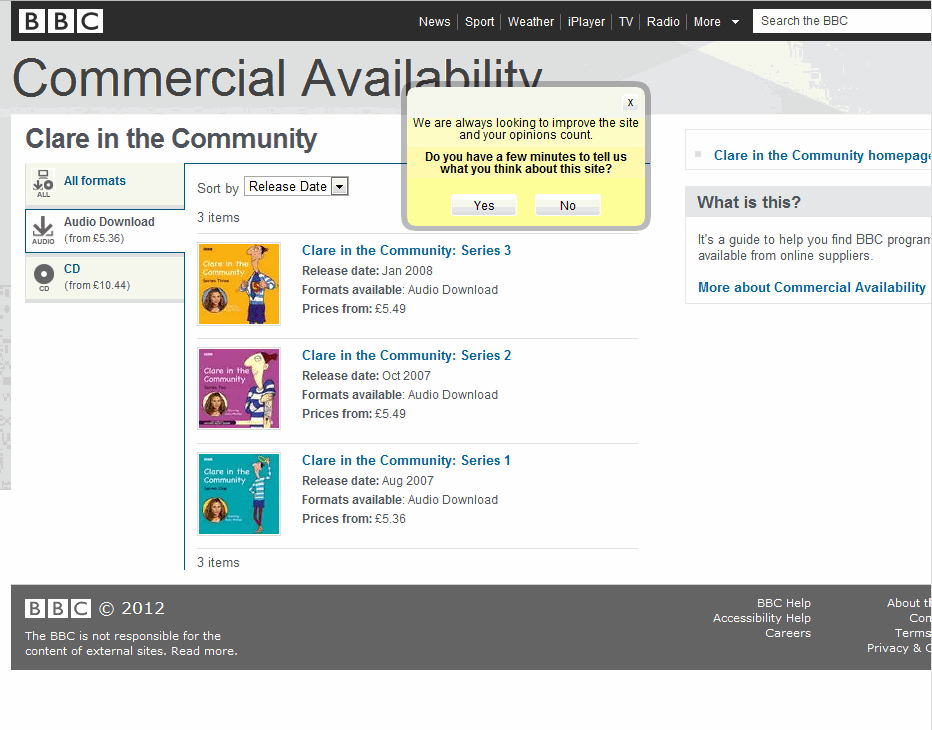 BBC
News
Sport
Weather
iPlayer
TV
Radio
More
Search the BBC
Commercial Availability
x
We are always looking to improve the site
and your opinions count.
Do you have a few minutes to tell us
what you think about this site?
Yes
No
Clare in the Community
ALL
All formats
AUDIO
Audio Download
(from £5.36)
CD
CD
(from £10.44)
Sort by
Release Date
3 items
Clare in the
Community
Series Three
Clare in the Community: Series 3
Release date: Jan 2008
Formats available: Audio Download
Prices from: £5.49
Clare in the
Community
Series Two
Clare in the Community: Series 2
Release date: Oct 2007
Formats available: Audio Download
Prices from: £5.49
Clare in the
Community
Series One
Clare in the Community: Series 1
Release date: Aug 2007
Formats available: Audio Download
Prices from: £5.36
3 items
Clare in the Community homepage
What is this?
It's a guide to help you find BBC program
available from online suppliers.
More about Commercial Availability
BBC © 2012
The BBC is not responsible for the
content of external sites. Read more.
BBC Help
Accessibility Help
Careers
About th
Con
Terms
Privacy & C